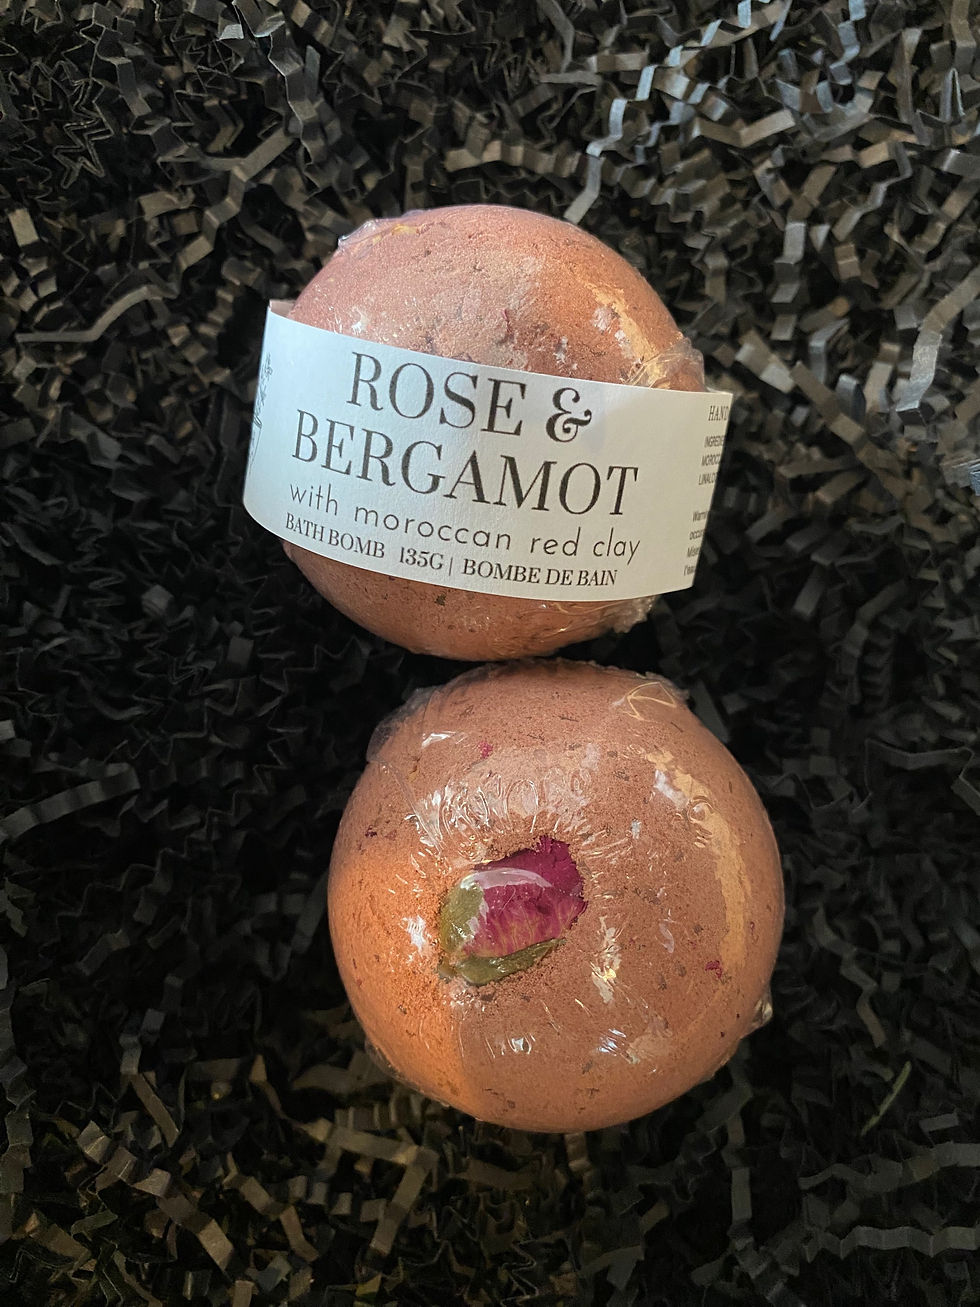 ROSE &
BERGAMOT
with moroccan red clay
BATH BOMB 135G | BOMBE DE BAIN